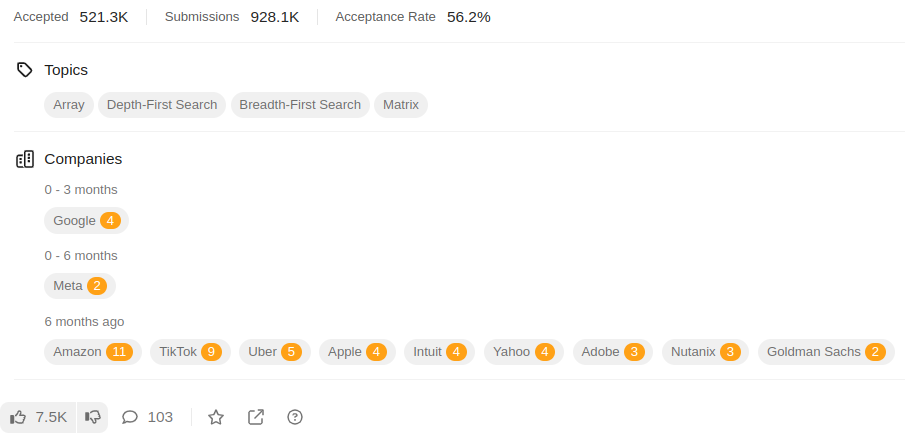 Accepted 521.3K Submissions 928.1K Acceptance Rate 56.2%
Topics
Array Depth-First Search Breadth-First Search Matrix
Companies
0 - 3 months
Google 4
0 - 6 months
Meta 2
6 months ago
Amazon 11 TikTok 9 Uber 5 Apple 4 Intuit 4 Yahoo 4 Adobe 3 Nutanix 3 Goldman Sachs 2
7.5K 103